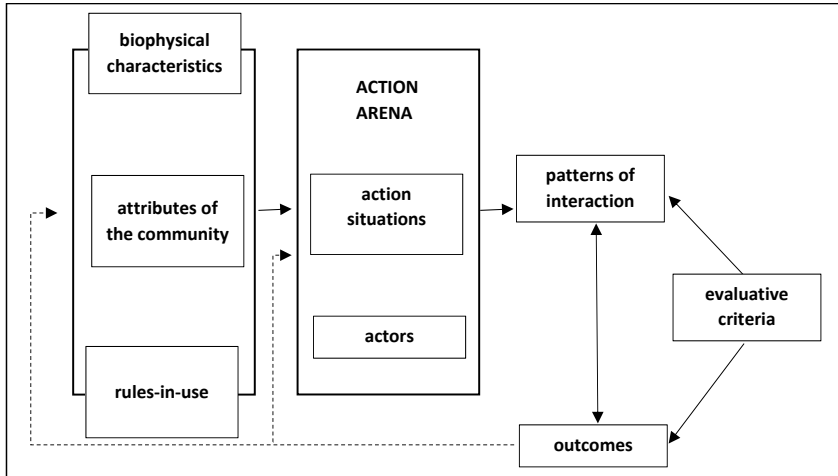 biophysical
characteristics
attributes of
the community
rules-in-use
ACTION
ARENA
action
situations
actors
patterns of
interaction
outcomes
evaluative
criteria